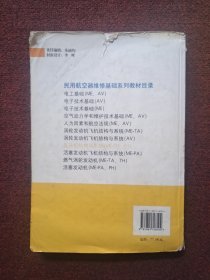 民用航空器维修基础系列教材目录
电工基础(ME、AV)
电子技术基础(AV)
电子技术基础(ME)
空气动力学和维护技术基础(ME、AV)
人为因素和航空法规(ME、AV)
涡轮发动机飞机结构与系统(ME-TA)
涡轮发动机飞机结构与系统(AV)
活塞发动机飞机结构与系统(ME-PA)
燃气涡轮发动机(ME-TA、TH)
活塞发动机(ME-PA、PH)